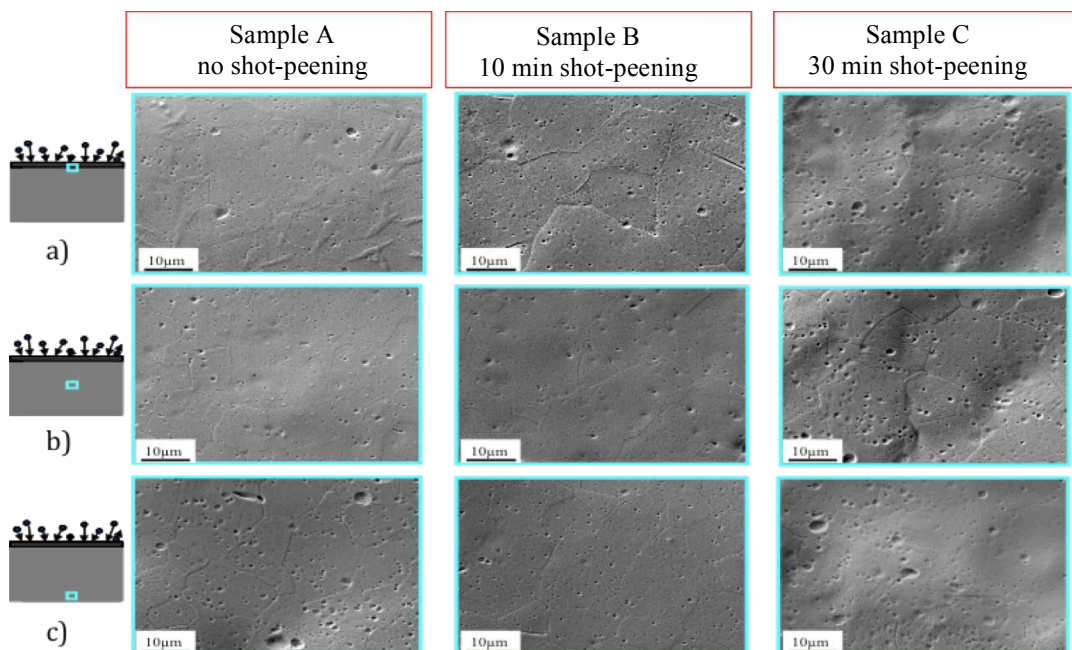 Sample A
no shot-peening
Sample B
10 min shot-peening
Sample C
30 min shot-peening
a)
10µm
10µm
10µm
b)
10µm
10µm
10µm
c)
10µm
10µm
10µm